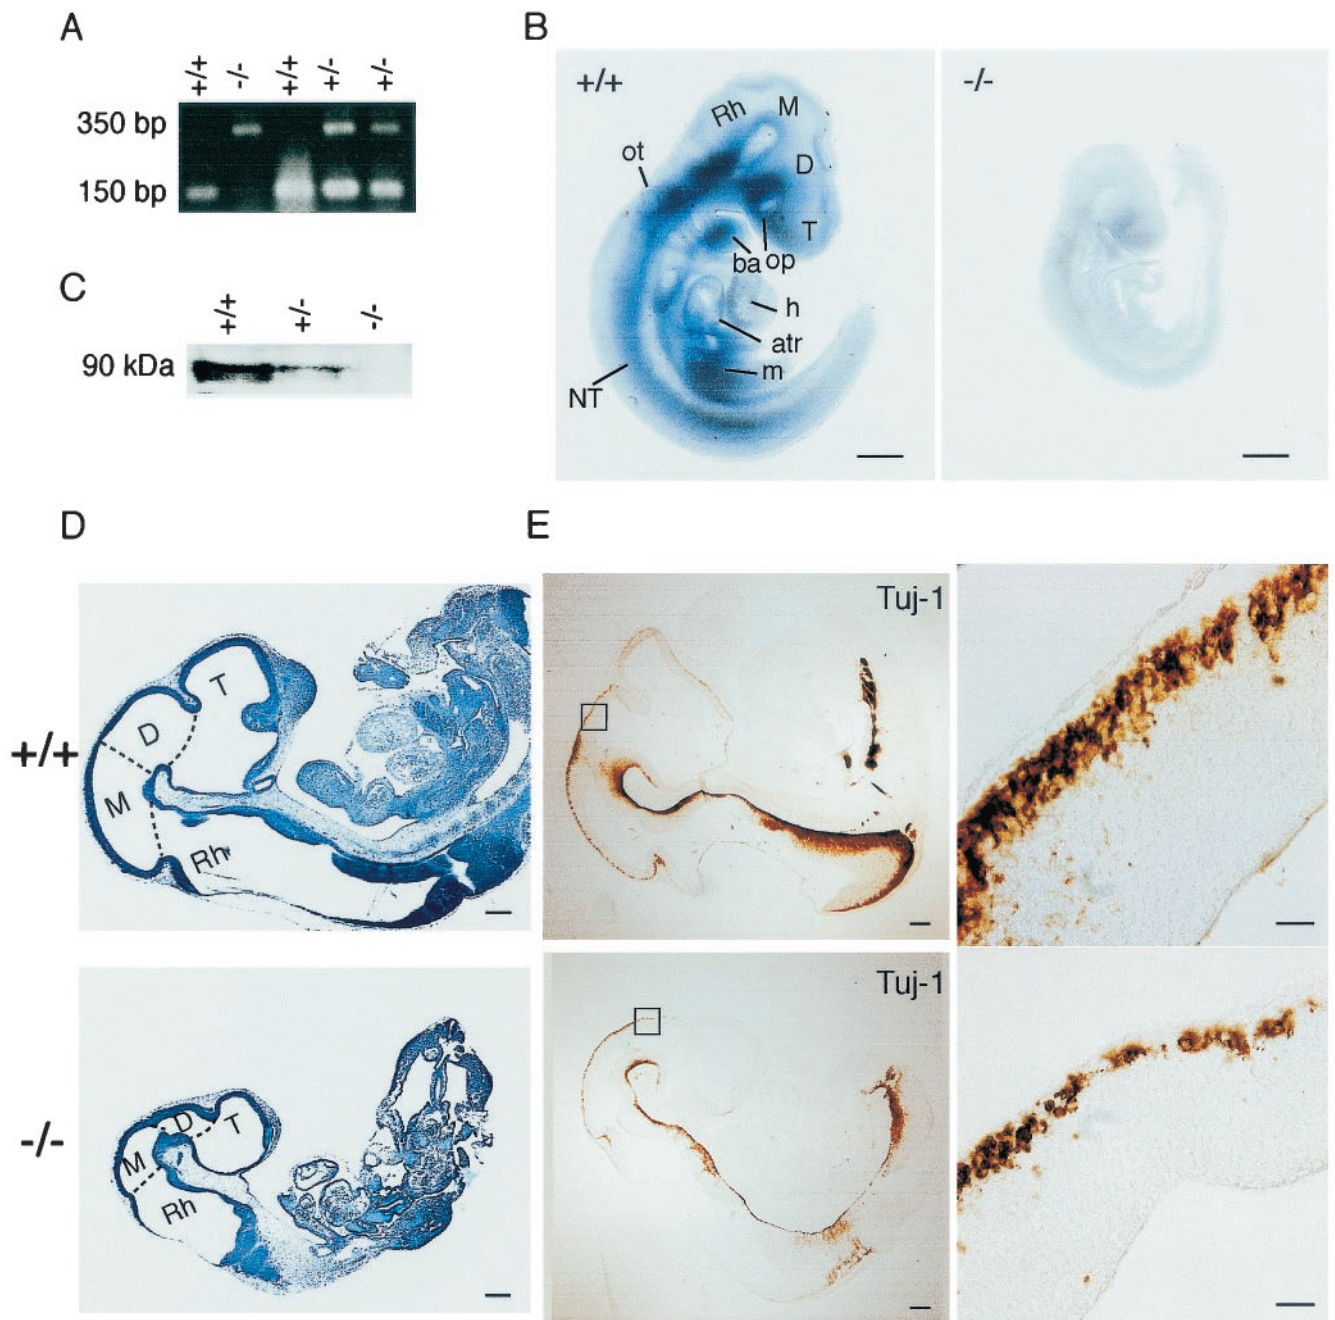 A
+/+ -/- +/+ +/- +/-
350 bp
150 bp
B
+/+
Rh
M
ot
D
T
ba
op
h
atr
m
NT
-/-
C
+/+ +/- -/-
90 kDa
D
E
+/+
T
D
M
Rh
Tuj-1
-/-
D
T
M
Rh
Tuj-1